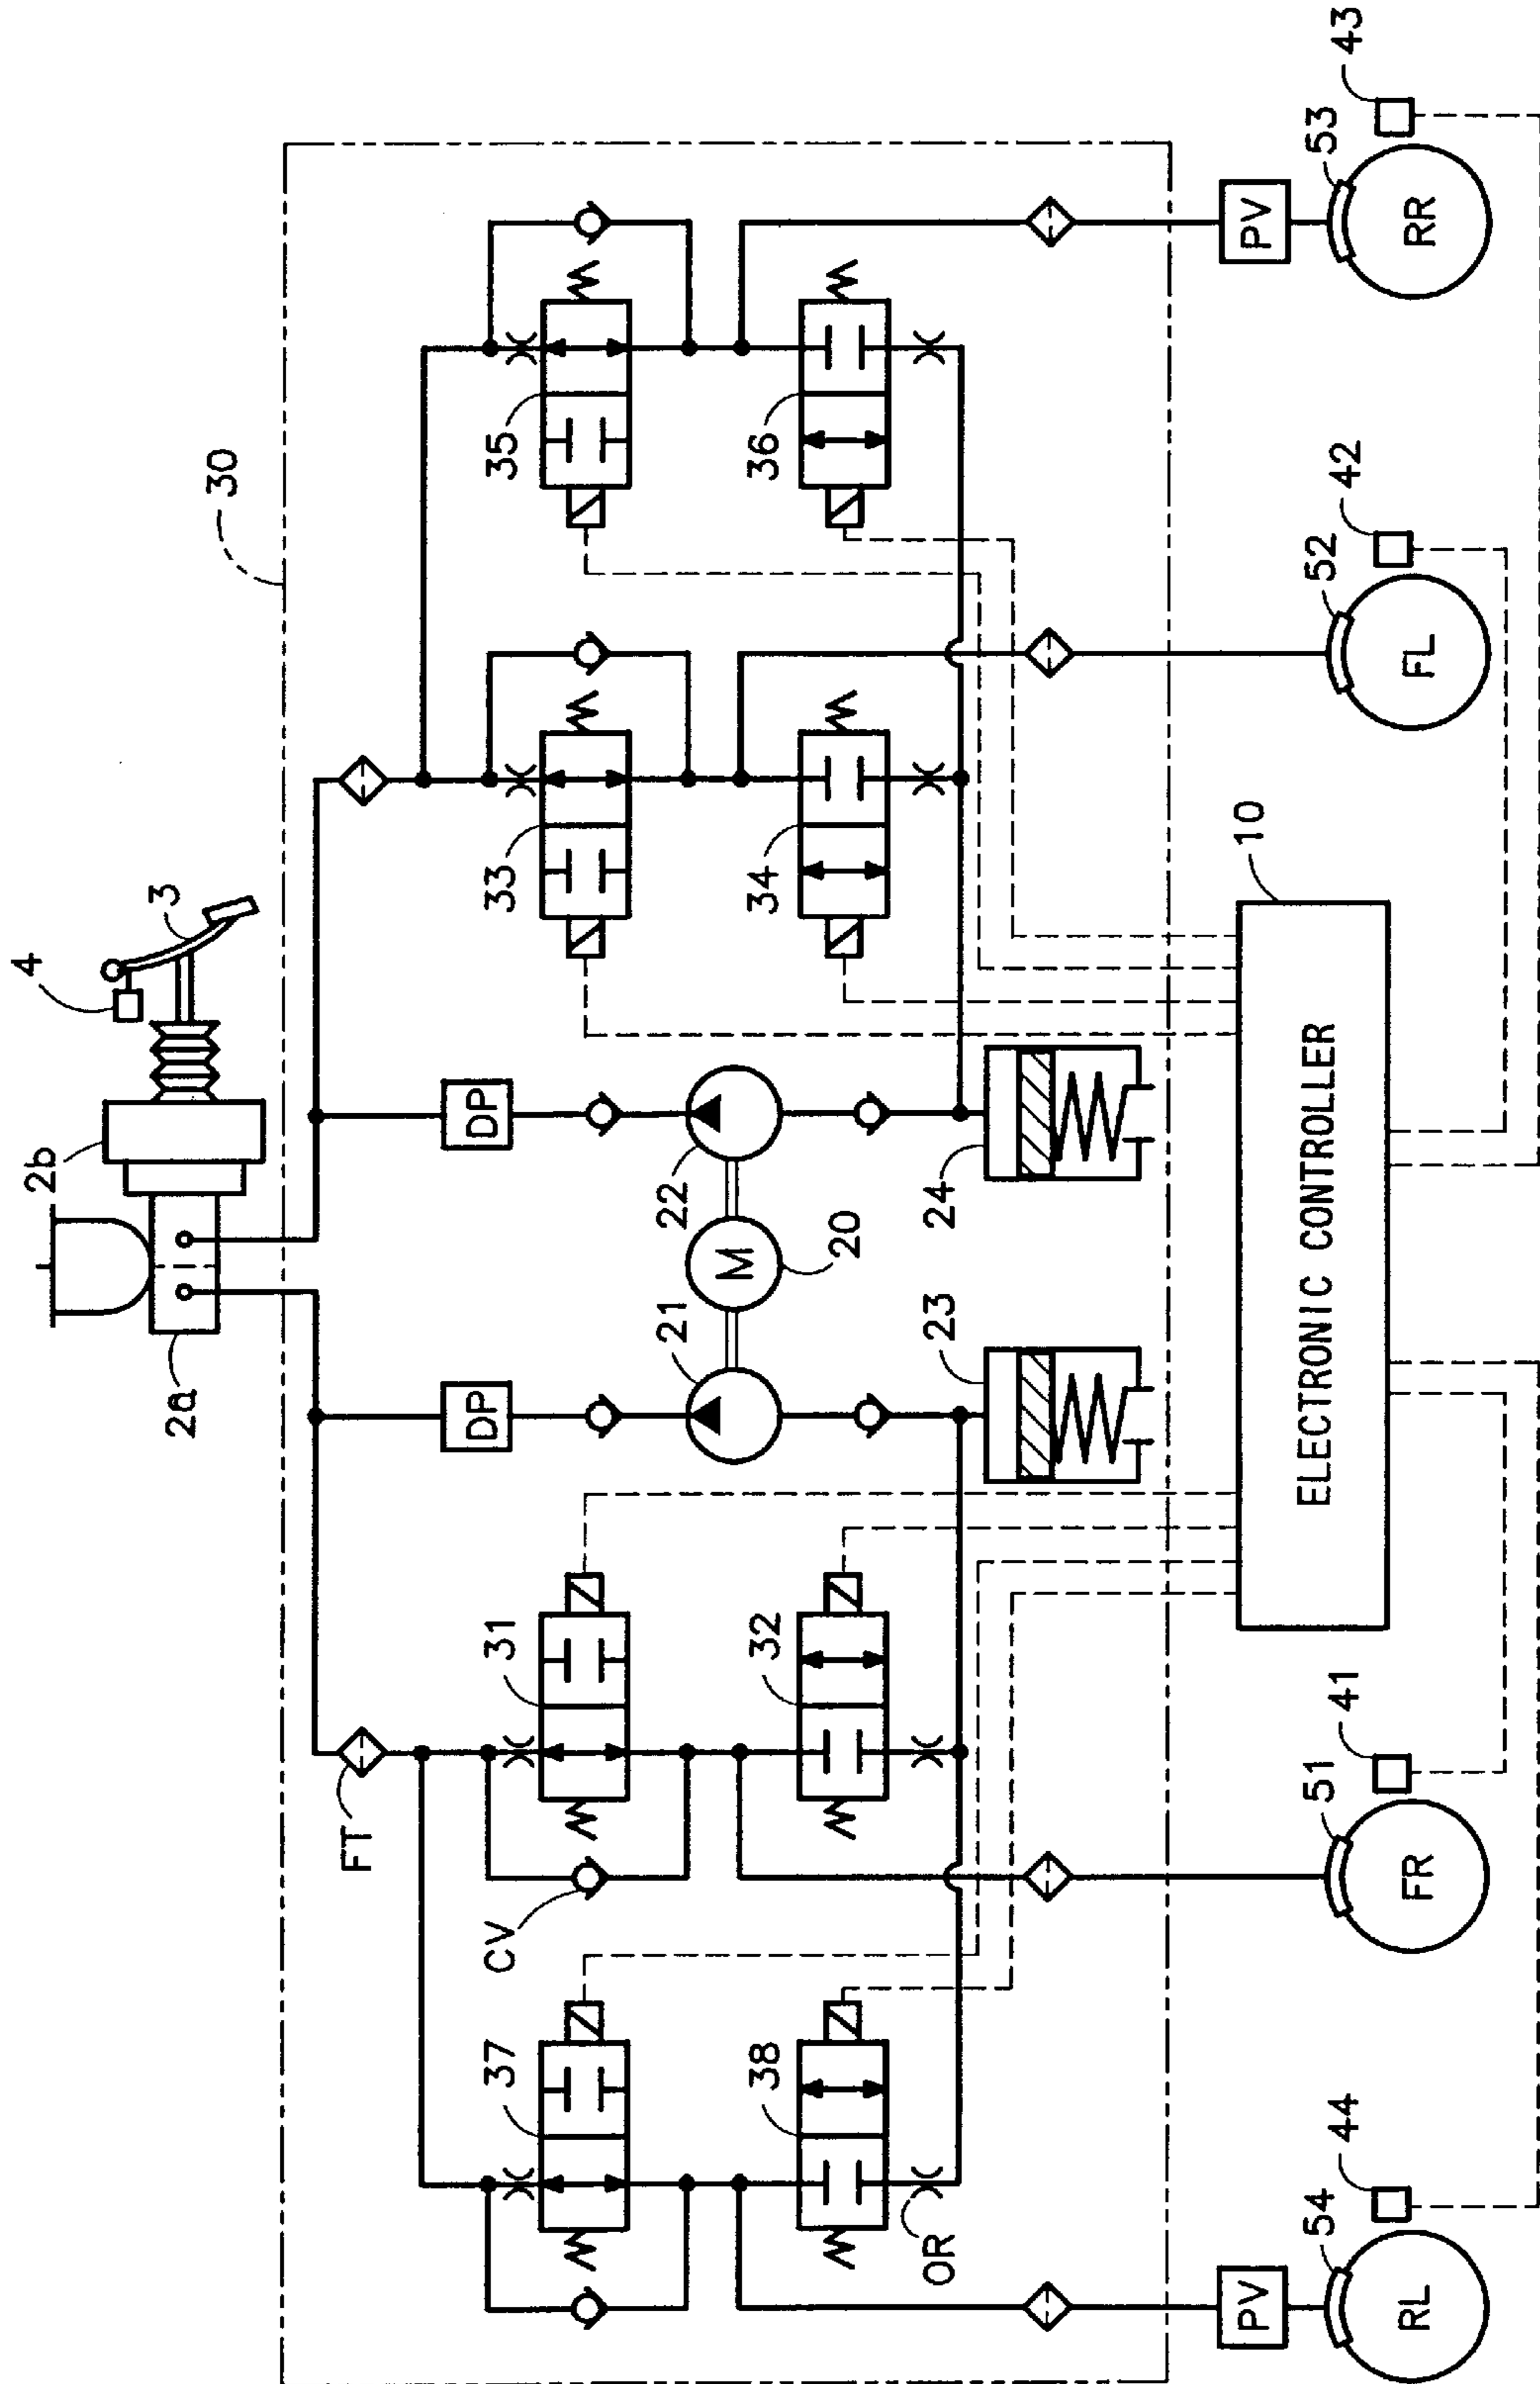 2b
4
3
2a
30
FT
DP
DP
CV
37
31
33
35
21
22
M
20
38
32
34
36
OR
23
24
10
ELECTRONIC CONTROLLER
PV
PV
54
44
51
41
52
42
53
43
RL
FR
FL
RR